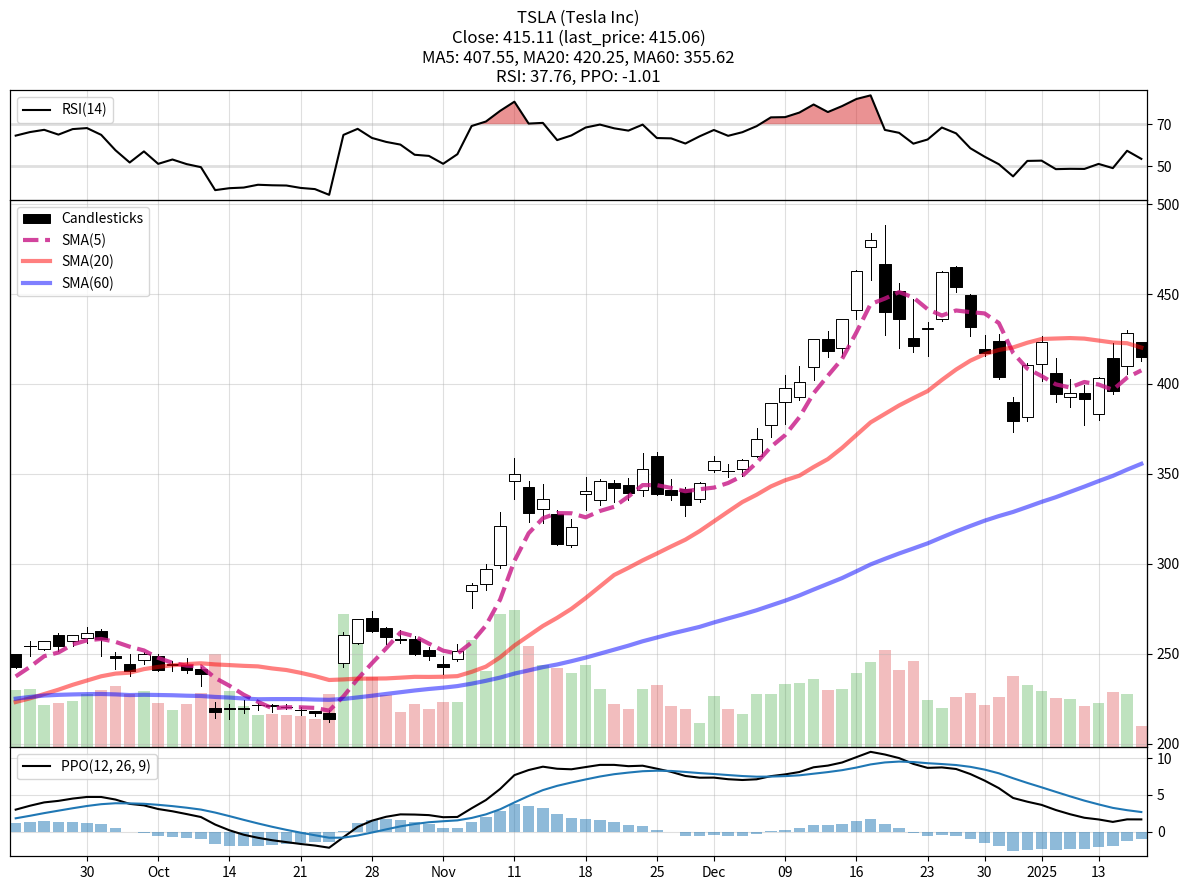 TSLA (Tesla Inc)
Close: 415.11 (last_price: 415.06)
MA5: 407.55, MA20: 420.25, MA60: 355.62
RSI: 37.76, PPO: -1.01
RSI(14)
70
50
Candlesticks
SMA(5)
SMA(20)
SMA(60)
500
450
400
350
300
250
200
PPO(12, 26, 9)
10
5
0
30 Oct 14 21 28 Nov 11 18 25 Dec 09 16 23 30 2025 13